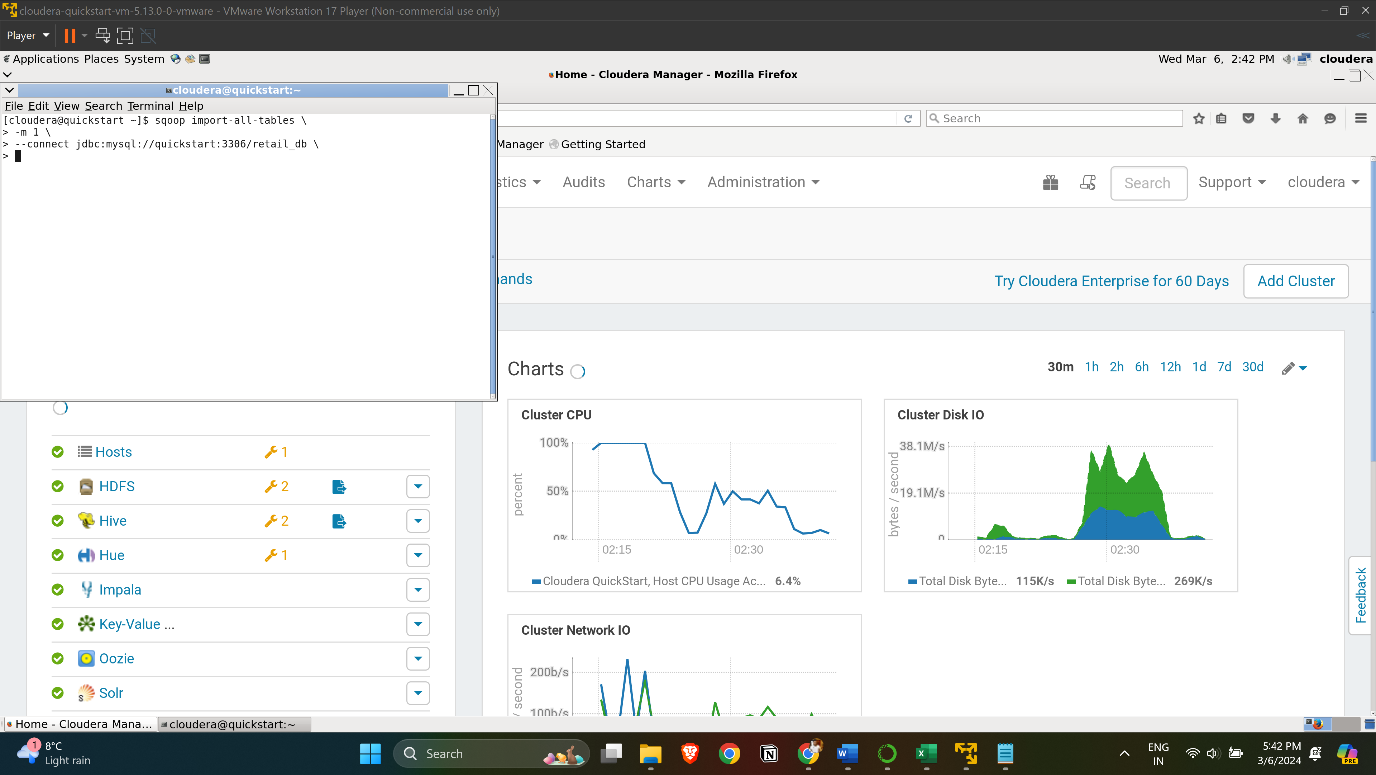 cloudera-quickstart-vm-5.13.0-0-vmware - VMware Workstation 17 Player (Non-commercial use only)
Player
Applications Places System
Wed Mar 6, 2:42 PM
cloudera
Home - Cloudera Manager - Mozilla Firefox
cloudera@quickstart:~
File Edit View Search Terminal Help
[cloudera@quickstart ~]$ sqoop import-all-tables \
> -m 1 \
> --connect jdbc:mysql://quickstart:3306/retail_db \
>
Search
Manager
Getting Started
stics
Audits
Charts
Administration
Search
Support
cloudera
ands
Try Cloudera Enterprise for 60 Days
Add Cluster
Charts
30m 1h 2h 6h 12h 1d 7d 30d
Hosts
1
HDFS
2
Hive
2
Hue
1
Impala
Key-Value ...
Oozie
Solr
Cluster CPU
percent
100%
50%
0%
02:15
02:30
Cloudera QuickStart, Host CPU Usage Ac... 6.4%
Cluster Disk IO
bytes / second
38.1M/s
19.1M/s
0
02:15
02:30
Total Disk Byte... 115K/s
Total Disk Byte... 269K/s
Cluster Network IO
/ second
200b/s
100b/s
Feedback
Home - Cloudera Mana...
cloudera@quickstart:~
1
8°C
Light rain
Search
ENG
IN
5:42 PM
3/6/2024
PRE